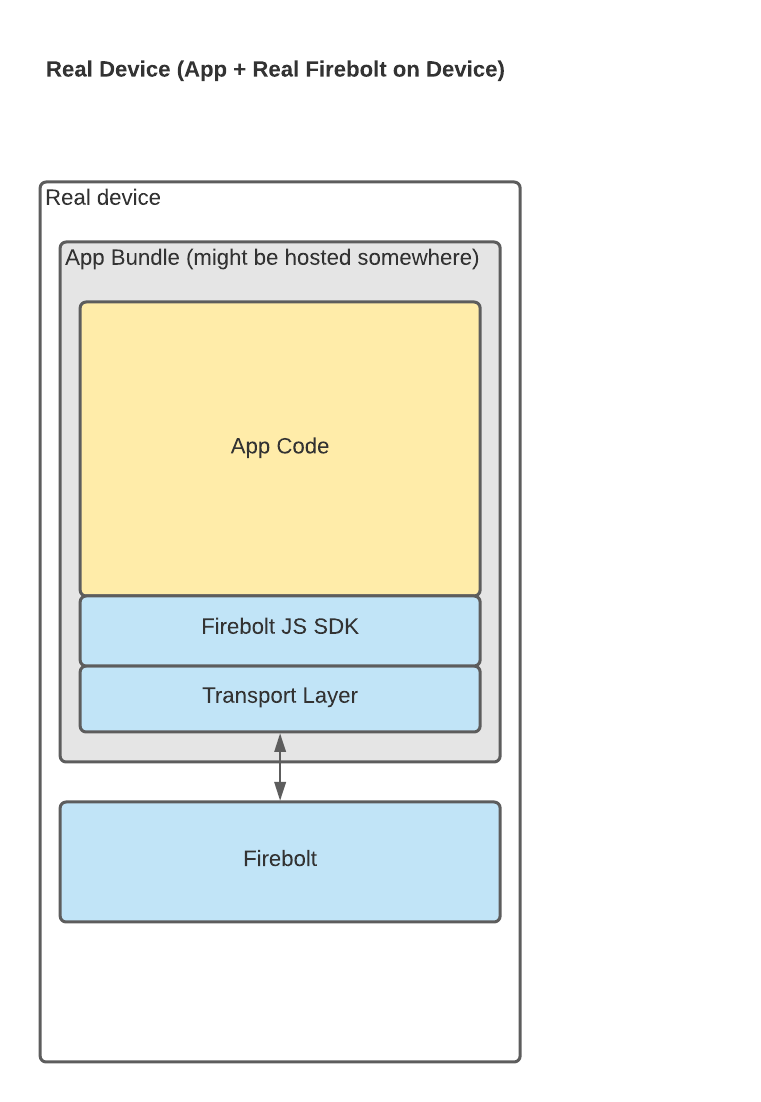 Real Device (App + Real Firebolt on Device)
Real device
App Bundle (might be hosted somewhere)
App Code
Firebolt JS SDK
Transport Layer
Firebolt